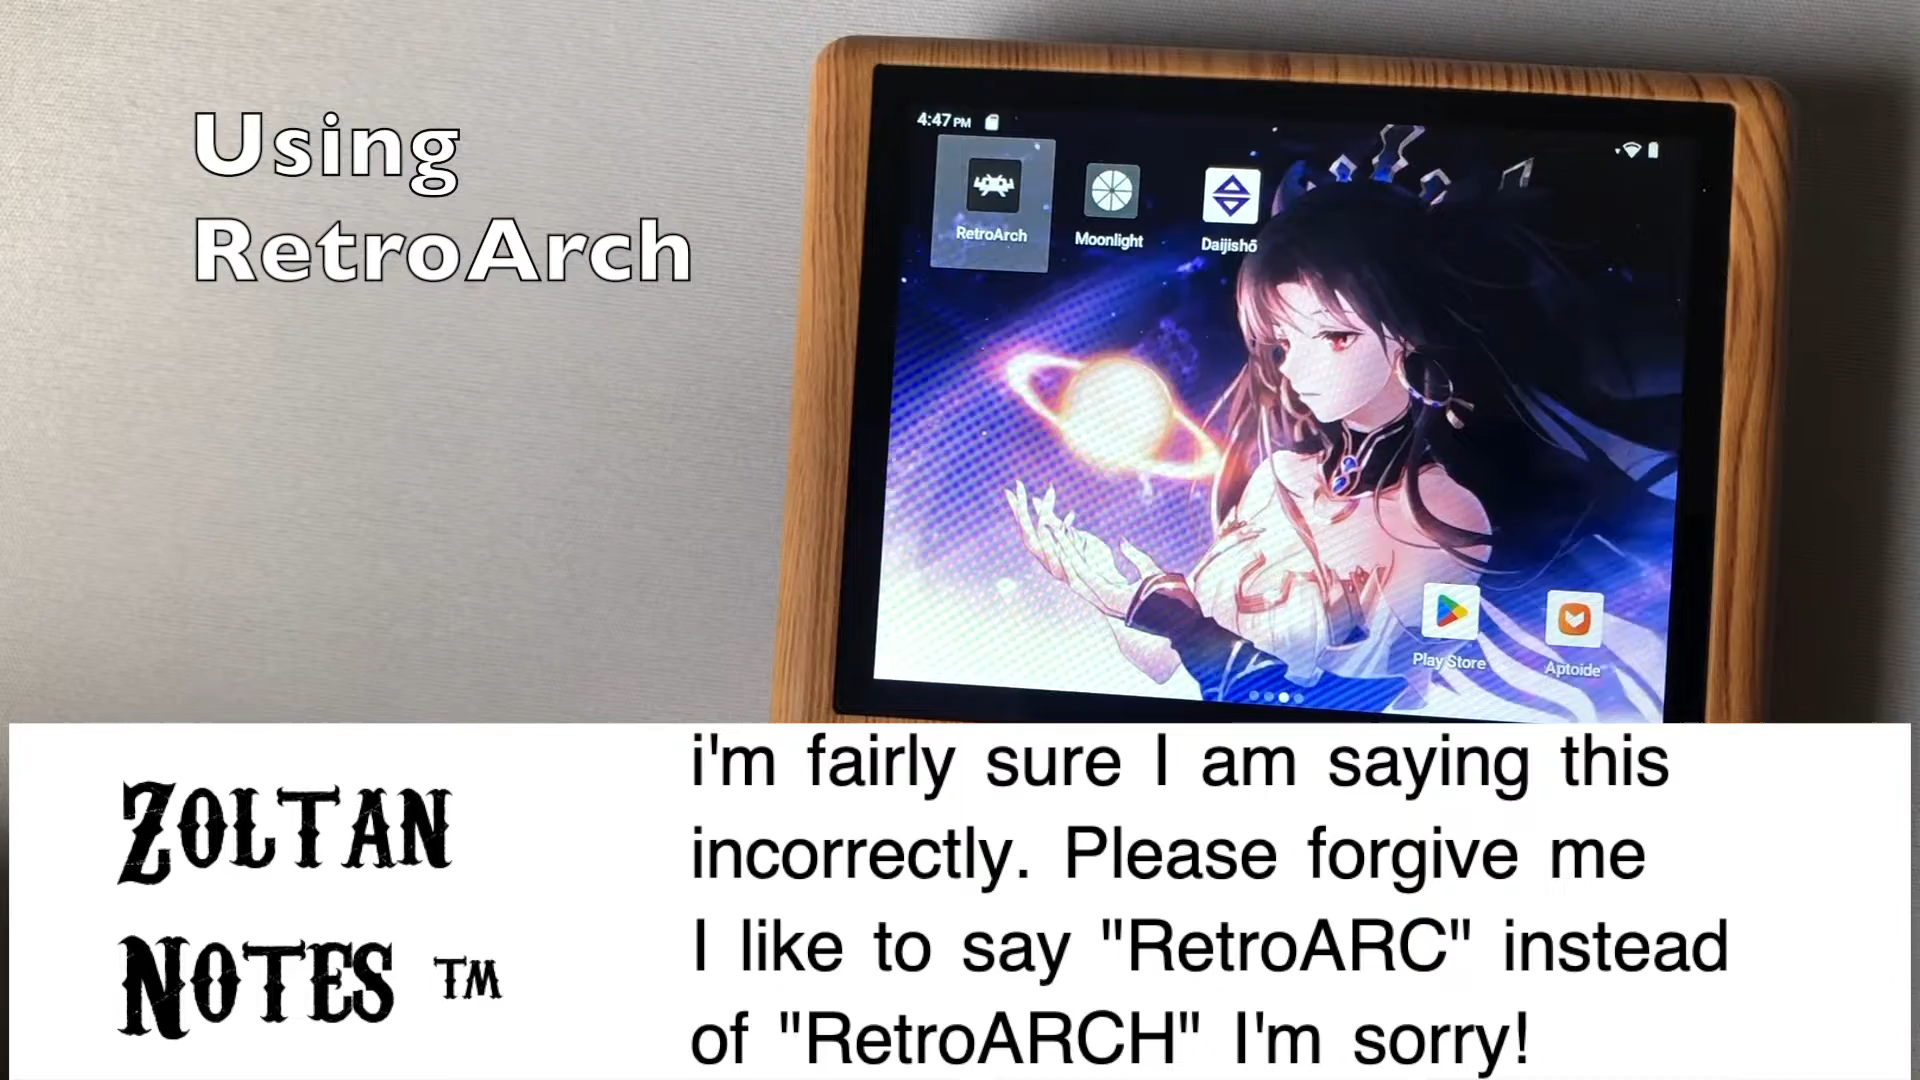 Using
RetroArch
4:47 PM
RetroArch
Moonlight
Daijishō
Play Store
Aptoide
Zoltan
Notes ™
i'm fairly sure I am saying this
incorrectly. Please forgive me
I like to say "RetroARC" instead
of "RetroARCH" I'm sorry!